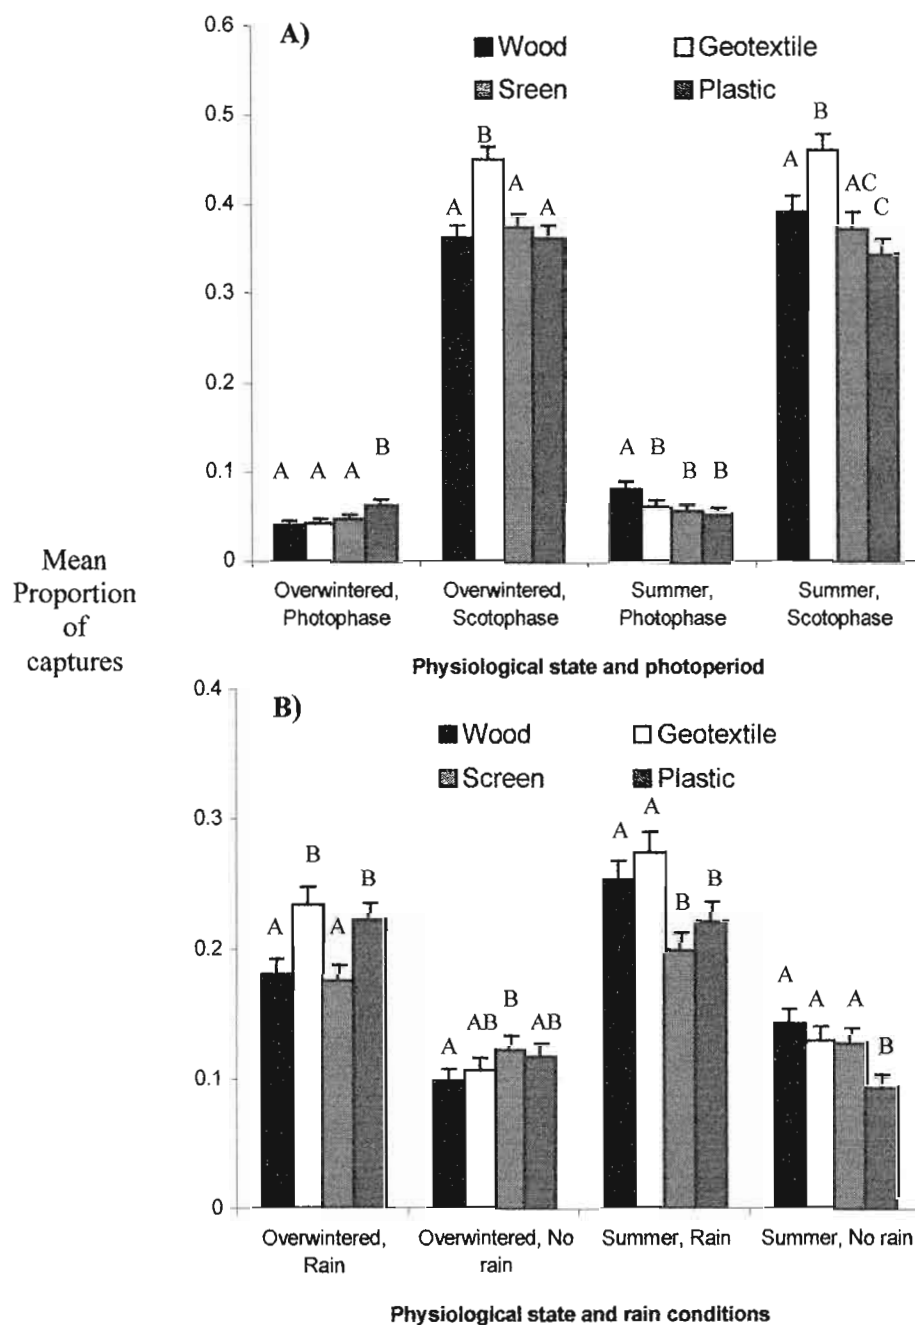 0.6
A)
Wood
Geotextile
Sreen
Plastic
0.5
B
B
A
AC
A
A
A
C
0.4
0.3
0.2
B
A
A
A
A
B
B
B
0.1
0
Overwintered, Photophase
Overwintered, Scotophase
Summer, Photophase
Summer, Scotophase
Physiological state and photoperiod
Mean
Proportion
of
captures
0.4
B)
Wood
Geotextile
Screen
Plastic
0.3
A
A
B
B
A
A
B
B
0.2
B
A
AB
AB
A
A
A
B
0.1
0
Overwintered, Rain
Overwintered, No rain
Summer, Rain
Summer, No rain
Physiological state and rain conditions